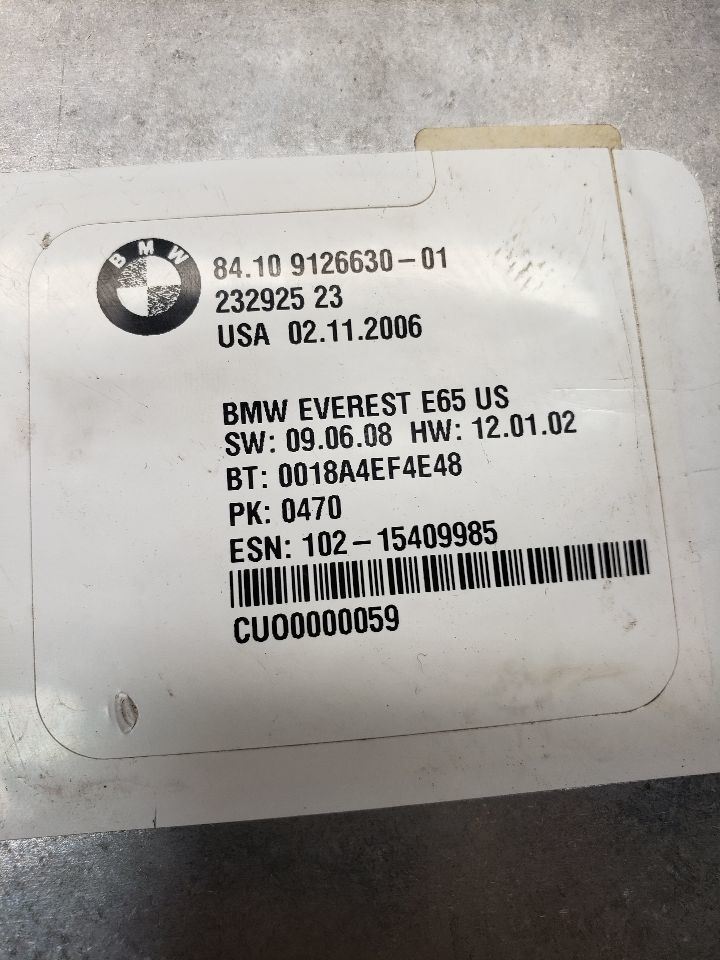 BMW
84.10 9126630-01
232925 23
USA 02.11.2006
BMW EVEREST E65 US
SW: 09.06.08 HW: 12.01.02
BT: 0018A4EF4E48
PK: 0470
ESN: 102-15409985
CUO0000059